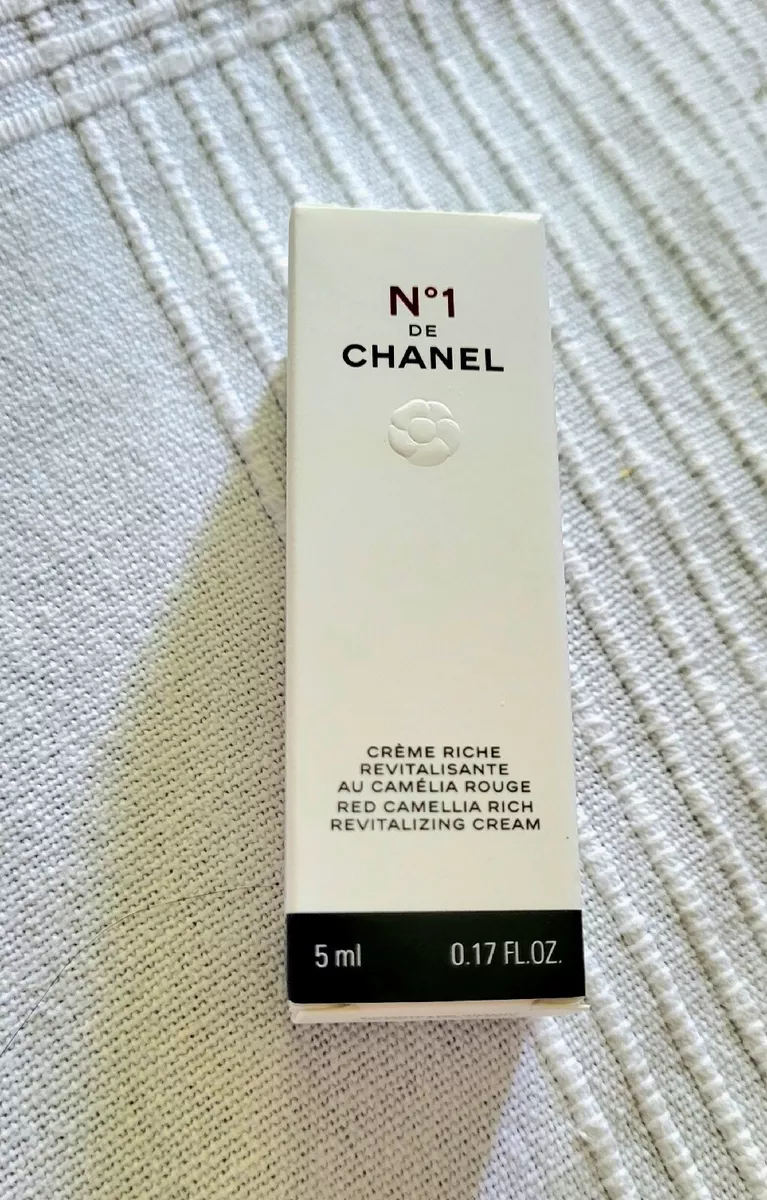 N°1
DE
CHANEL
CRÈME RICHE
REVITALISANTE
AU CAMÉLIA ROUGE
RED CAMELLIA RICH
REVITALIZING CREAM
5 ml 0.17 FL.OZ.